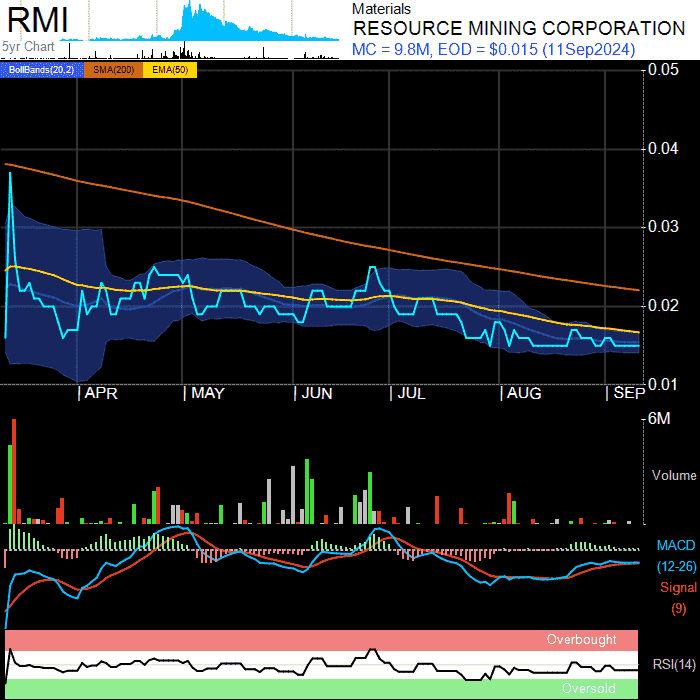 RMI
5yr Chart
Materials
RESOURCE MINING CORPORATION
MC = 9.8M, EOD = $0.015 (11Sep2024)
BollBands(20,2) SMA(200) EMA(50)
0.05
0.04
0.03
0.02
0.01
APR MAY JUN JUL AUG SEP
6M
Volume
MACD
(12-26)
Signal
(9)
Overbought
RSI(14)
Oversold